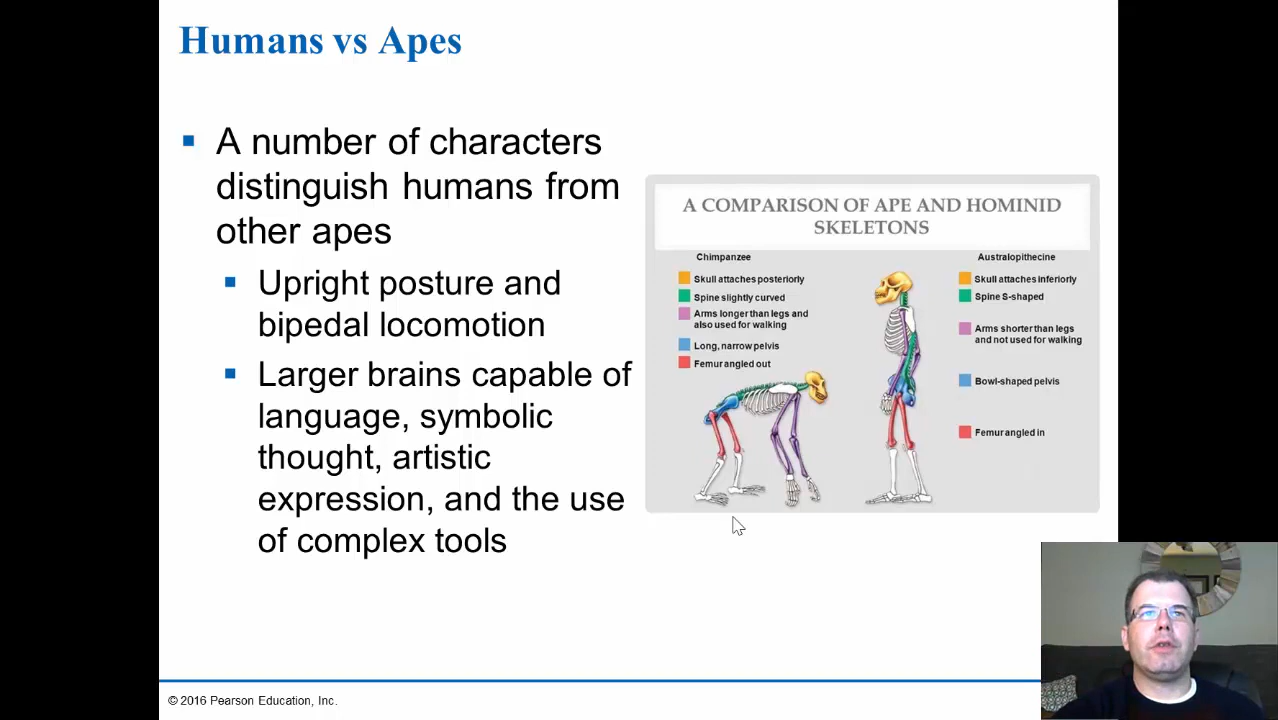 Humans vs Apes
A number of characters
distinguish humans from
other apes
Upright posture and
bipedal locomotion
Larger brains capable of
language, symbolic
thought, artistic
expression, and the use
of complex tools
A COMPARISON OF APE AND HOMINID
SKELETONS
Chimpanzee
Skull attaches posteriorly
Spine slightly curved
Arms longer than legs and
also used for walking
Long, narrow pelvis
Femur angled out
Australopithecine
Skull attaches inferiorly
Spine S-shaped
Arms shorter than legs
and not used for walking
Bowl-shaped pelvis
Femur angled in
© 2016 Pearson Education, Inc.